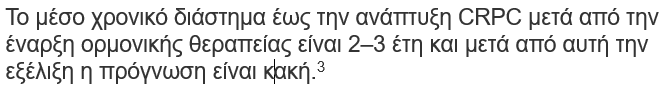 Το μέσο χρονικό διάστημα έως την ανάπτυξη CRPC μετά από την
έναρξη ορμονικής θεραπείας είναι 2–3 έτη και μετά από αυτή την
εξέλιξη η πρόγνωση είναι κακή.³